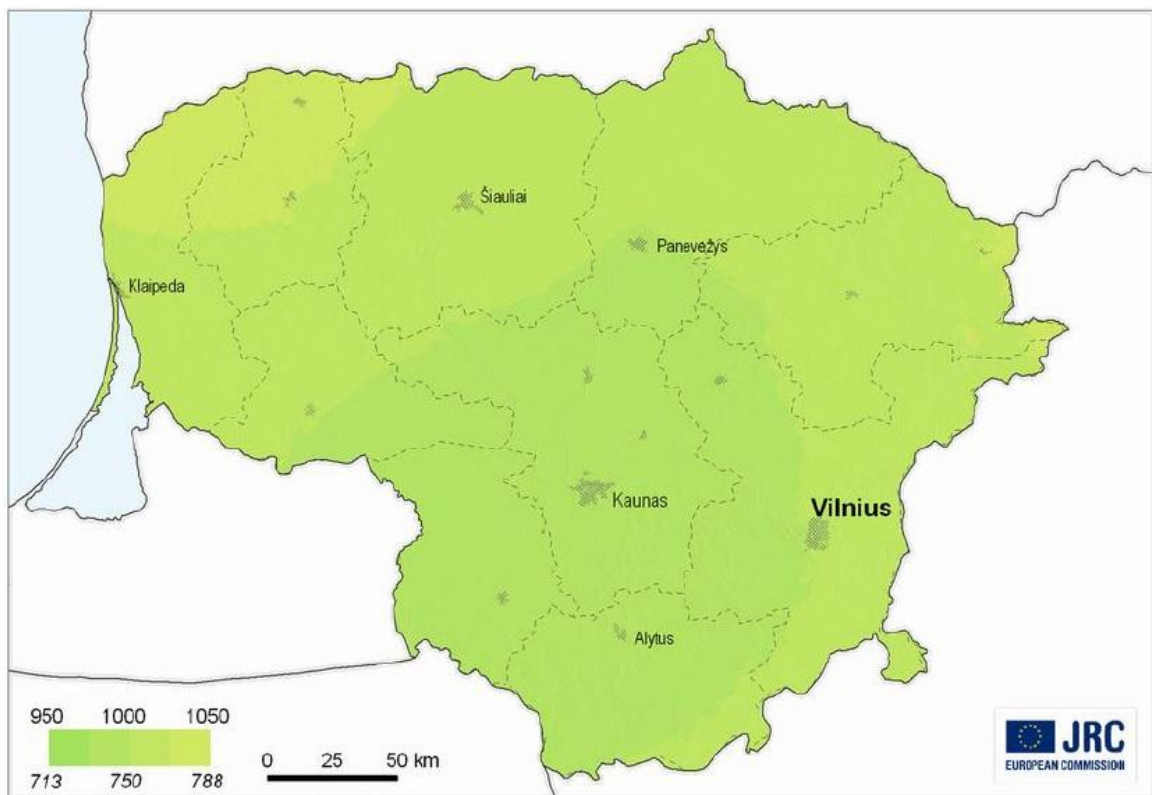 Šiauliai
Panevėžys
Klaipeda
Kaunas
Vilnius
Alytus
950 1000 1050
713 750 788
0 25 50 km
JRC
EUROPEAN COMMISSION